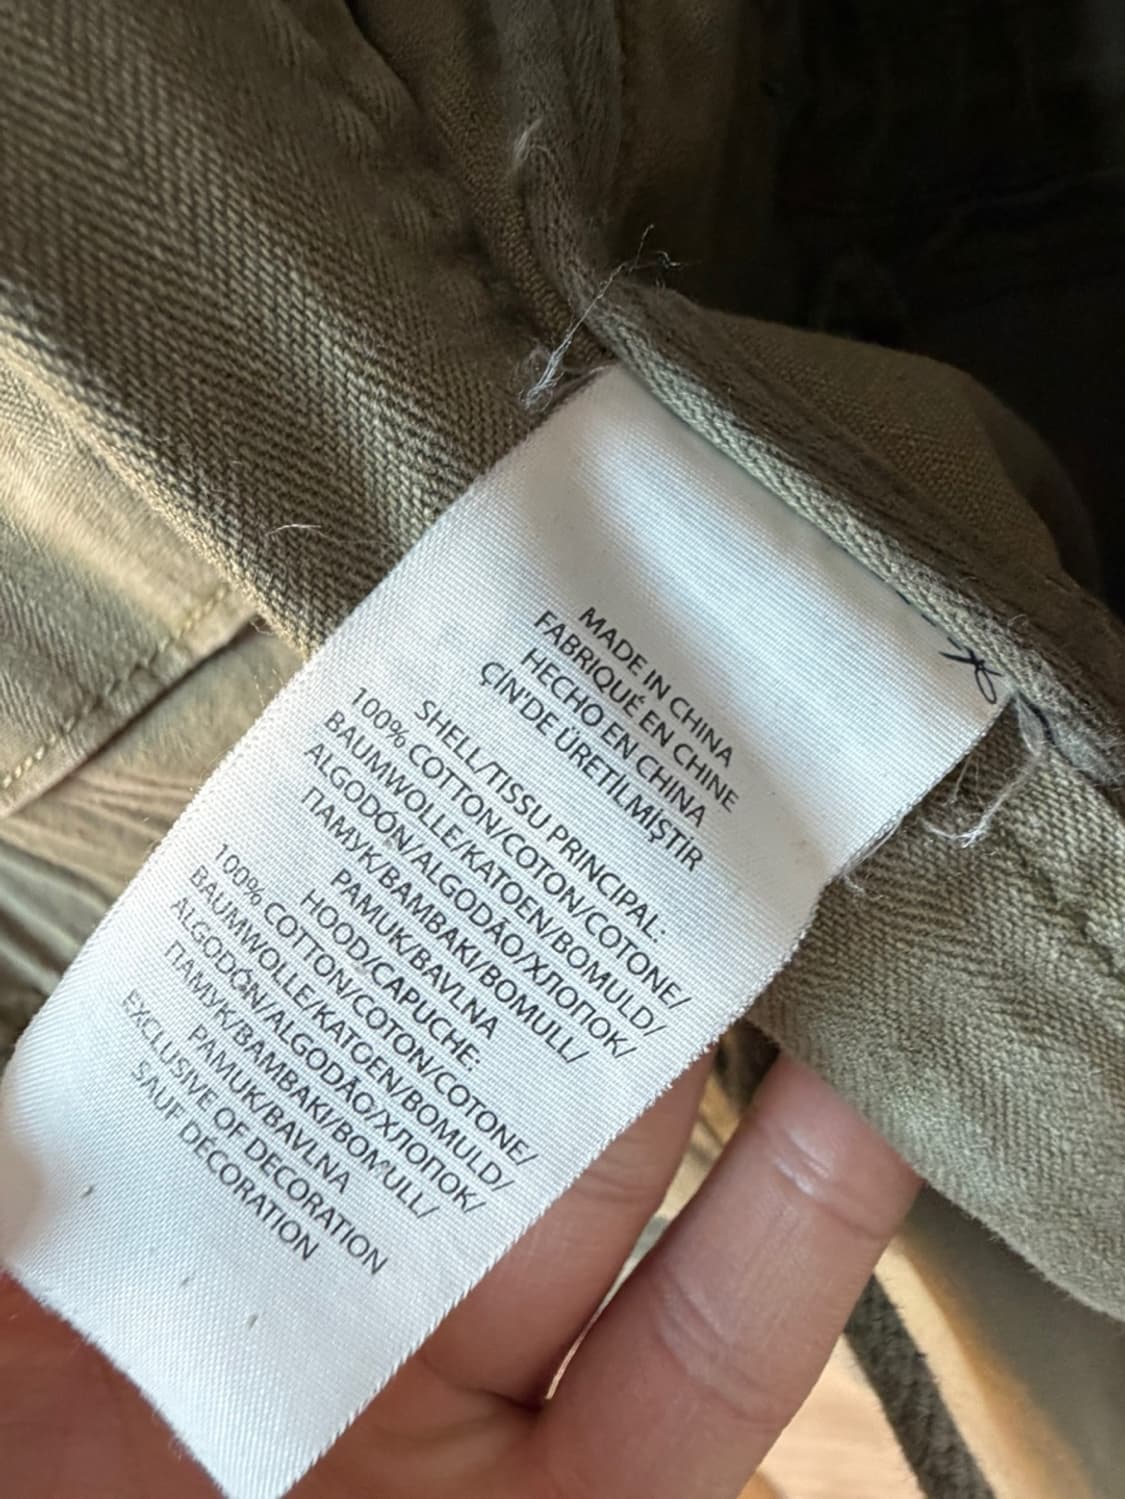 MADE IN CHINA
FABRIQUÉ EN CHINE
HECHO EN CHINA
ÇİN'DE ÜRETİLMİŞTİR
SHELL/TISSU PRINCIPAL:
100% COTTON/COTON/COTONE/
BAUMWOLLE/KATOEN/BOMULD/
ALGODÓN/ALGODÃO/ХЛОПОК/
ПАМУК/BAMBAKI/BOMULL/
PAMUK/BAVLNA
HOOD/CAPUCHE:
100% COTTON/COTON/COTONE/
BAUMWOLLE/KATOEN/BOMULD/
ALGODÓN/ALGODÃO/ХЛОПОК/
ПАМУК/BAMBAKI/BOMULL/
PAMUK/BAVLNA
EXCLUSIVE OF DECORATION
SAUF DÉCORATION